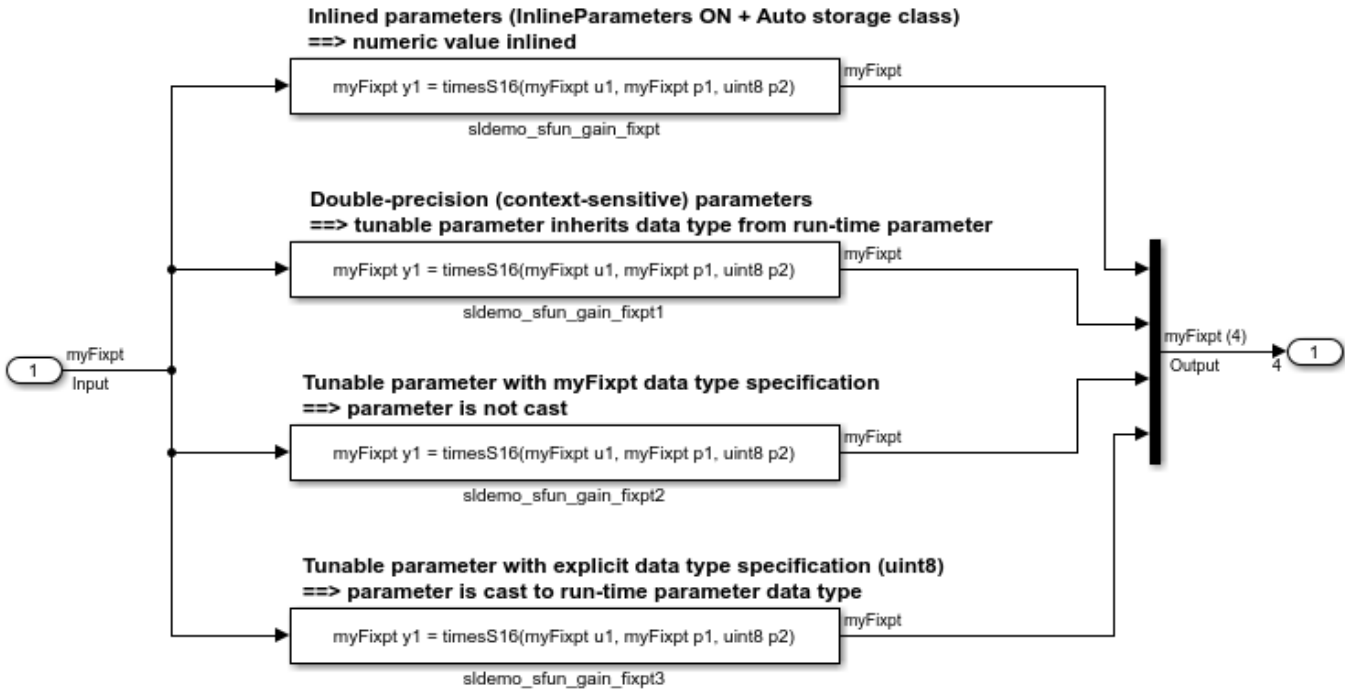 Inlined parameters (InlineParameters ON + Auto storage class)
==> numeric value inlined
myFixpt y1 = timesS16(myFixpt u1, myFixpt p1, uint8 p2)
myFixpt
sldemo_sfun_gain_fixpt
Double-precision (context-sensitive) parameters
==> tunable parameter inherits data type from run-time parameter
myFixpt y1 = timesS16(myFixpt u1, myFixpt p1, uint8 p2)
myFixpt
sldemo_sfun_gain_fixpt1
1
myFixpt
Input
myFixpt (4)
Output
4
1
Tunable parameter with myFixpt data type specification
==> parameter is not cast
myFixpt y1 = timesS16(myFixpt u1, myFixpt p1, uint8 p2)
myFixpt
sldemo_sfun_gain_fixpt2
Tunable parameter with explicit data type specification (uint8)
==> parameter is cast to run-time parameter data type
myFixpt y1 = timesS16(myFixpt u1, myFixpt p1, uint8 p2)
myFixpt
sldemo_sfun_gain_fixpt3